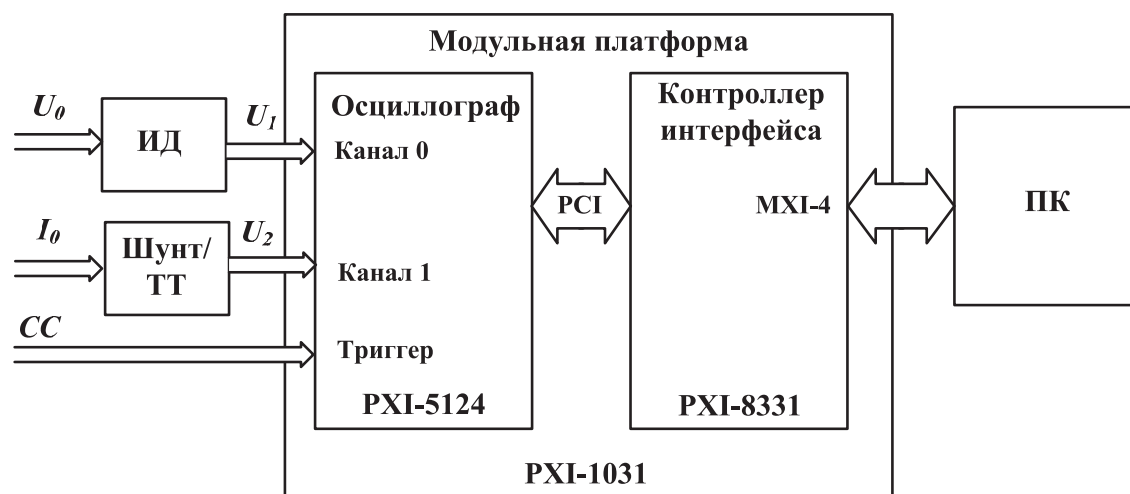 Модульная платформа
U₀
ИД
U₁
Осциллограф
Канал 0
I₀
Шунт/
ТТ
U₂
Канал 1
CC
Триггер
PXI-5124
PCI
Контроллер
интерфейса
MXI-4
PXI-8331
ПК
PXI-1031